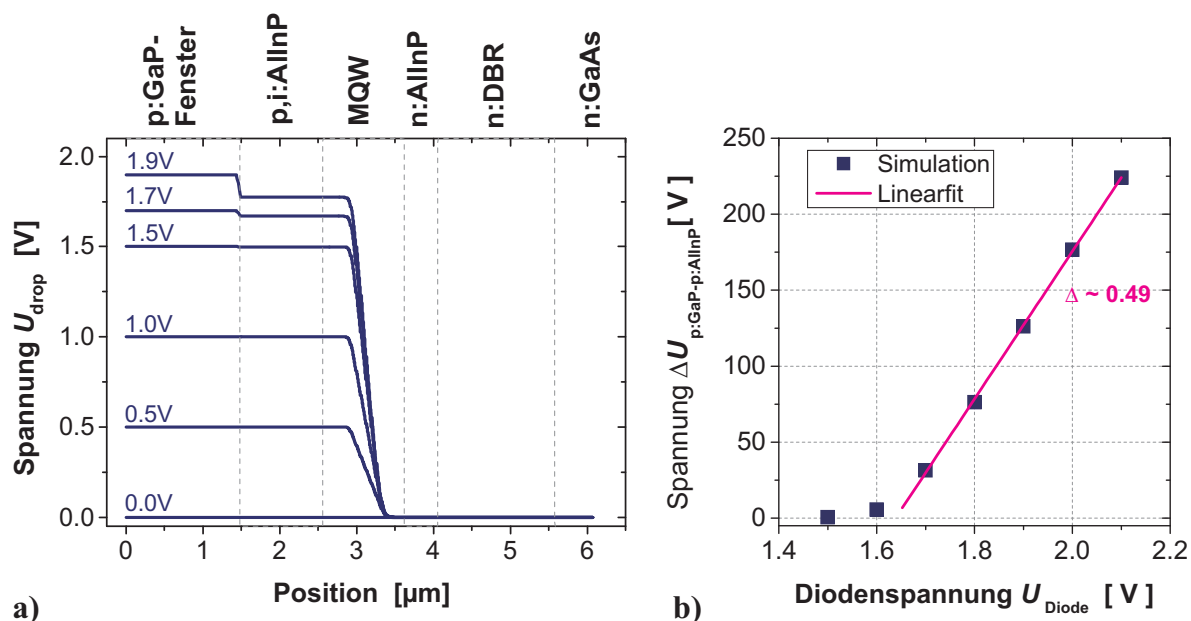 p:GaP-
Fenster
p,i:AlInP
MQW
n:AlInP
n:DBR
n:GaAs
2.0
1.5
1.0
0.5
0.0
Spannung U_drop [V]
1.9V
1.7V
1.5V
1.0V
0.5V
0.0V
0 1 2 3 4 5 6
Position [µm]
a)
250
200
150
100
75
50
25
0
Spannung ΔU_p:GaP-p:AlInP [ V ]
Simulation
Linearfit
Δ ~ 0.49
1.4 1.6 1.8 2.0 2.2
Diodenspannung U_Diode [ V ]
b)